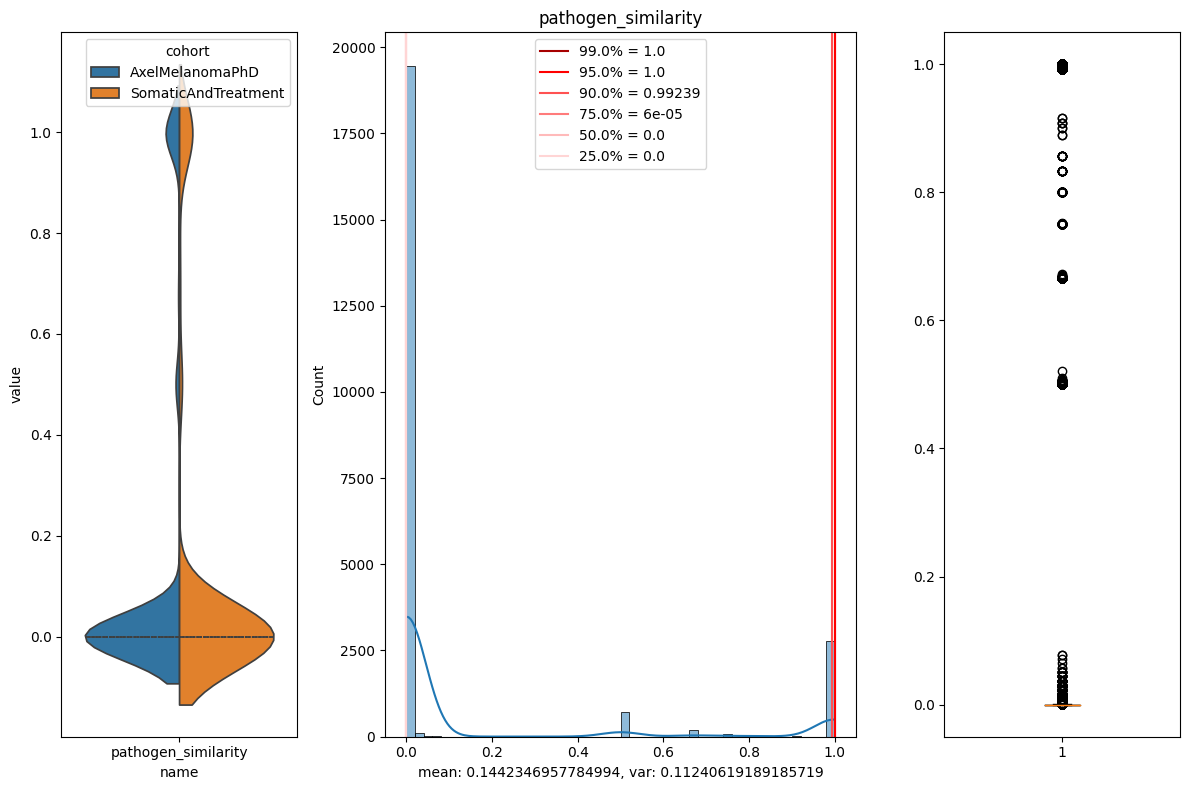 cohort
AxelMelanomaPhD
SomaticAndTreatment
1.0
0.8
0.6
0.4
0.2
0.0
value
pathogen_similarity
name
pathogen_similarity
99.0% = 1.0
95.0% = 1.0
90.0% = 0.99239
75.0% = 6e-05
50.0% = 0.0
25.0% = 0.0
20000
17500
15000
12500
10000
7500
5000
2500
0
Count
0.0 0.2 0.4 0.6 0.8 1.0
mean: 0.1442346957784994, var: 0.11240619189185719
1.0
0.8
0.6
0.4
0.2
0.0
1